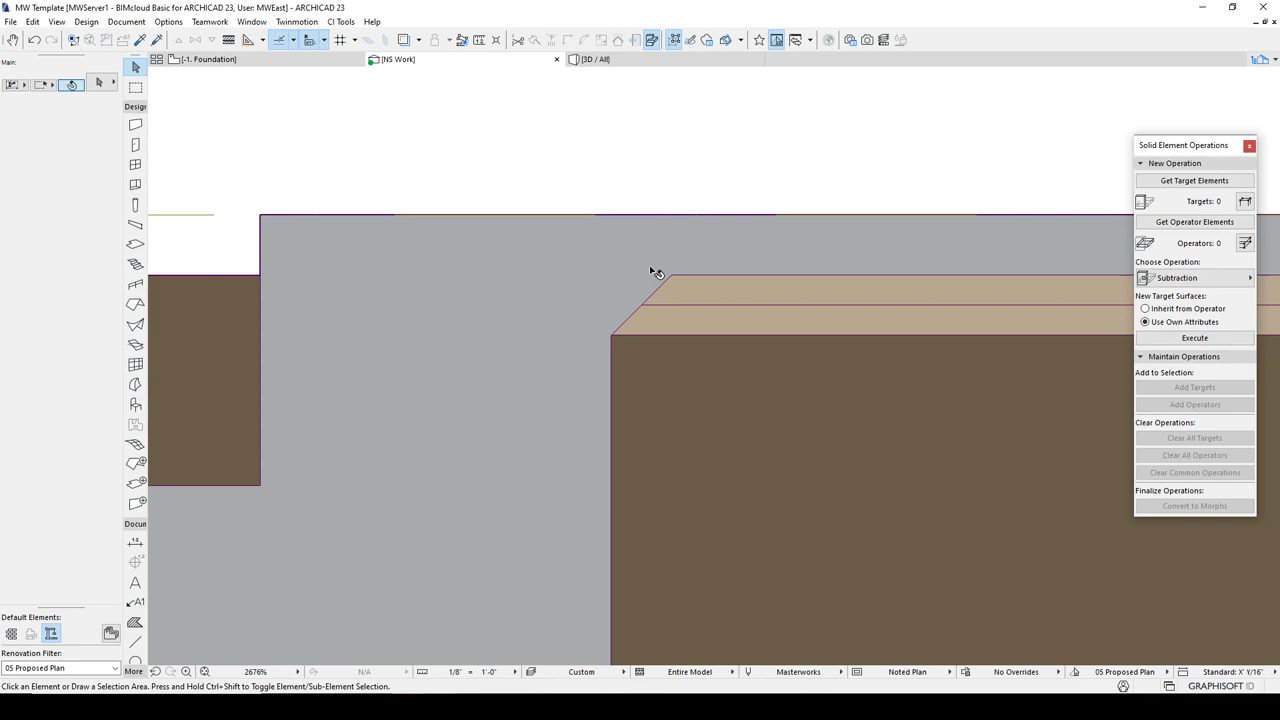 MW Template [MWServer1 - BIMcloud Basic for ARCHICAD 23, User: MWEast] - ARCHICAD 23
File Edit View Design Document Options Teamwork Window Twinmotion CI Tools Help
Main:
[-1. Foundation]
[NS Work]
[3D / All]
Design
Docum
More
Solid Element Operations
New Operation
Get Target Elements
Targets: 0
Get Operator Elements
Operators: 0
Choose Operation:
Subtraction
New Target Surfaces:
Inherit from Operator
Use Own Attributes
Execute
Maintain Operations
Add to Selection:
Add Targets
Add Operators
Clear Operations:
Clear All Targets
Clear All Operators
Clear Common Operations
Finalize Operations:
Convert to Morphs
Default Elements:
Renovation Filter:
05 Proposed Plan
2676% N/A 1/8" = 1'-0" Custom Entire Model Masterworks Noted Plan No Overrides 05 Proposed Plan Standard: X' Y/16"
Click an Element or Draw a Selection Area. Press and Hold Ctrl+Shift to Toggle Element/Sub-Element Selection.
GRAPHISOFT ID